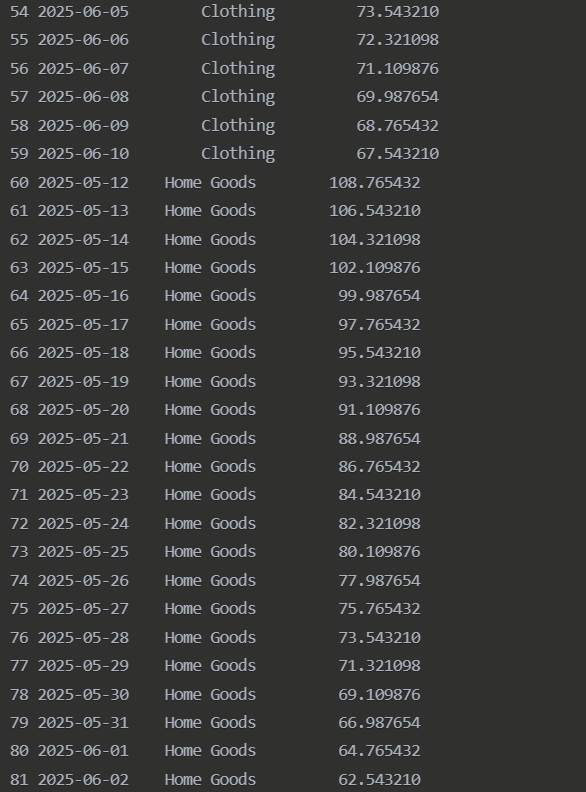 54 2025-06-05 Clothing 73.543210
55 2025-06-06 Clothing 72.321098
56 2025-06-07 Clothing 71.109876
57 2025-06-08 Clothing 69.987654
58 2025-06-09 Clothing 68.765432
59 2025-06-10 Clothing 67.543210
60 2025-05-12 Home Goods 108.765432
61 2025-05-13 Home Goods 106.543210
62 2025-05-14 Home Goods 104.321098
63 2025-05-15 Home Goods 102.109876
64 2025-05-16 Home Goods 99.987654
65 2025-05-17 Home Goods 97.765432
66 2025-05-18 Home Goods 95.543210
67 2025-05-19 Home Goods 93.321098
68 2025-05-20 Home Goods 91.109876
69 2025-05-21 Home Goods 88.987654
70 2025-05-22 Home Goods 86.765432
71 2025-05-23 Home Goods 84.543210
72 2025-05-24 Home Goods 82.321098
73 2025-05-25 Home Goods 80.109876
74 2025-05-26 Home Goods 77.987654
75 2025-05-27 Home Goods 75.765432
76 2025-05-28 Home Goods 73.543210
77 2025-05-29 Home Goods 71.321098
78 2025-05-30 Home Goods 69.109876
79 2025-05-31 Home Goods 66.987654
80 2025-06-01 Home Goods 64.765432
81 2025-06-02 Home Goods 62.543210